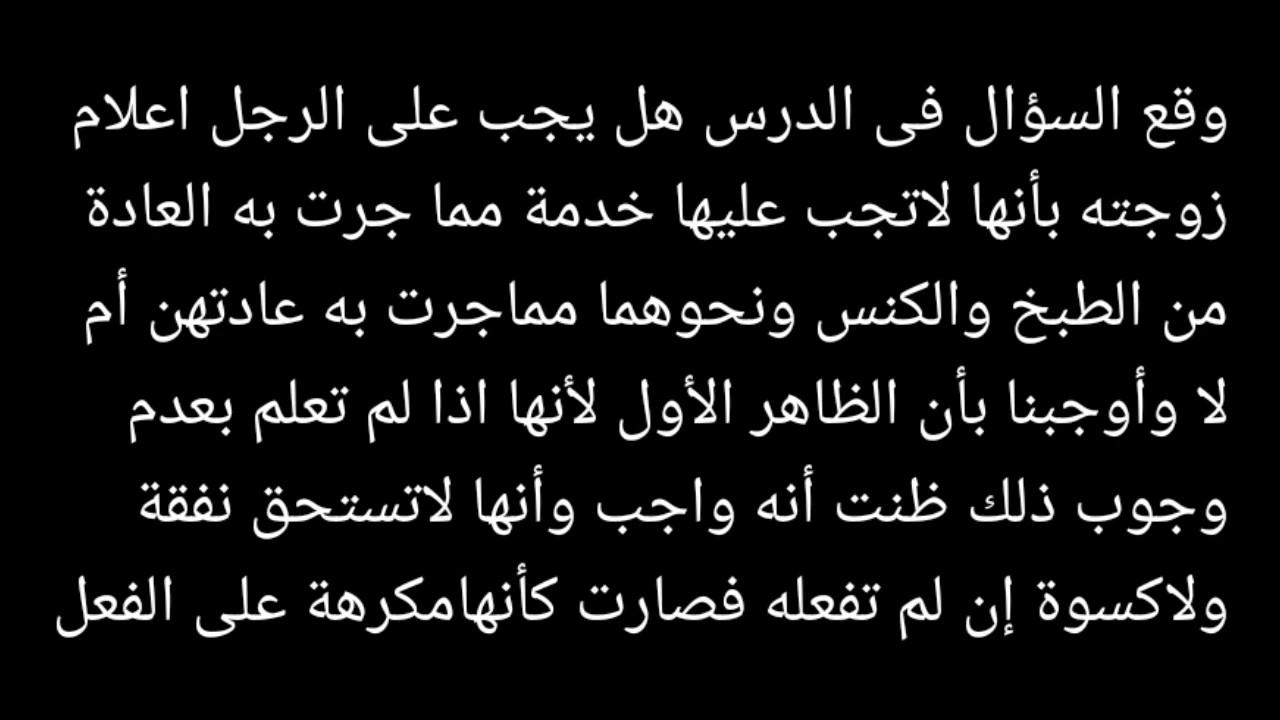 وقع السؤال فى الدرس هل يجب على الرجل اعلام
زوجته بأنها لاتجب عليها خدمة مما جرت به العادة
من الطبخ والكنس ونحوهما مماجرت به عادتهن أم
لا وأوجبنا بأن الظاهر الأول لأنها اذا لم تعلم بعدم
وجوب ذلك ظنت أنه واجب وأنها لاتستحق نفقة
ولاكسوة إن لم تفعله فصارت كأنهامكرهة على الفعل